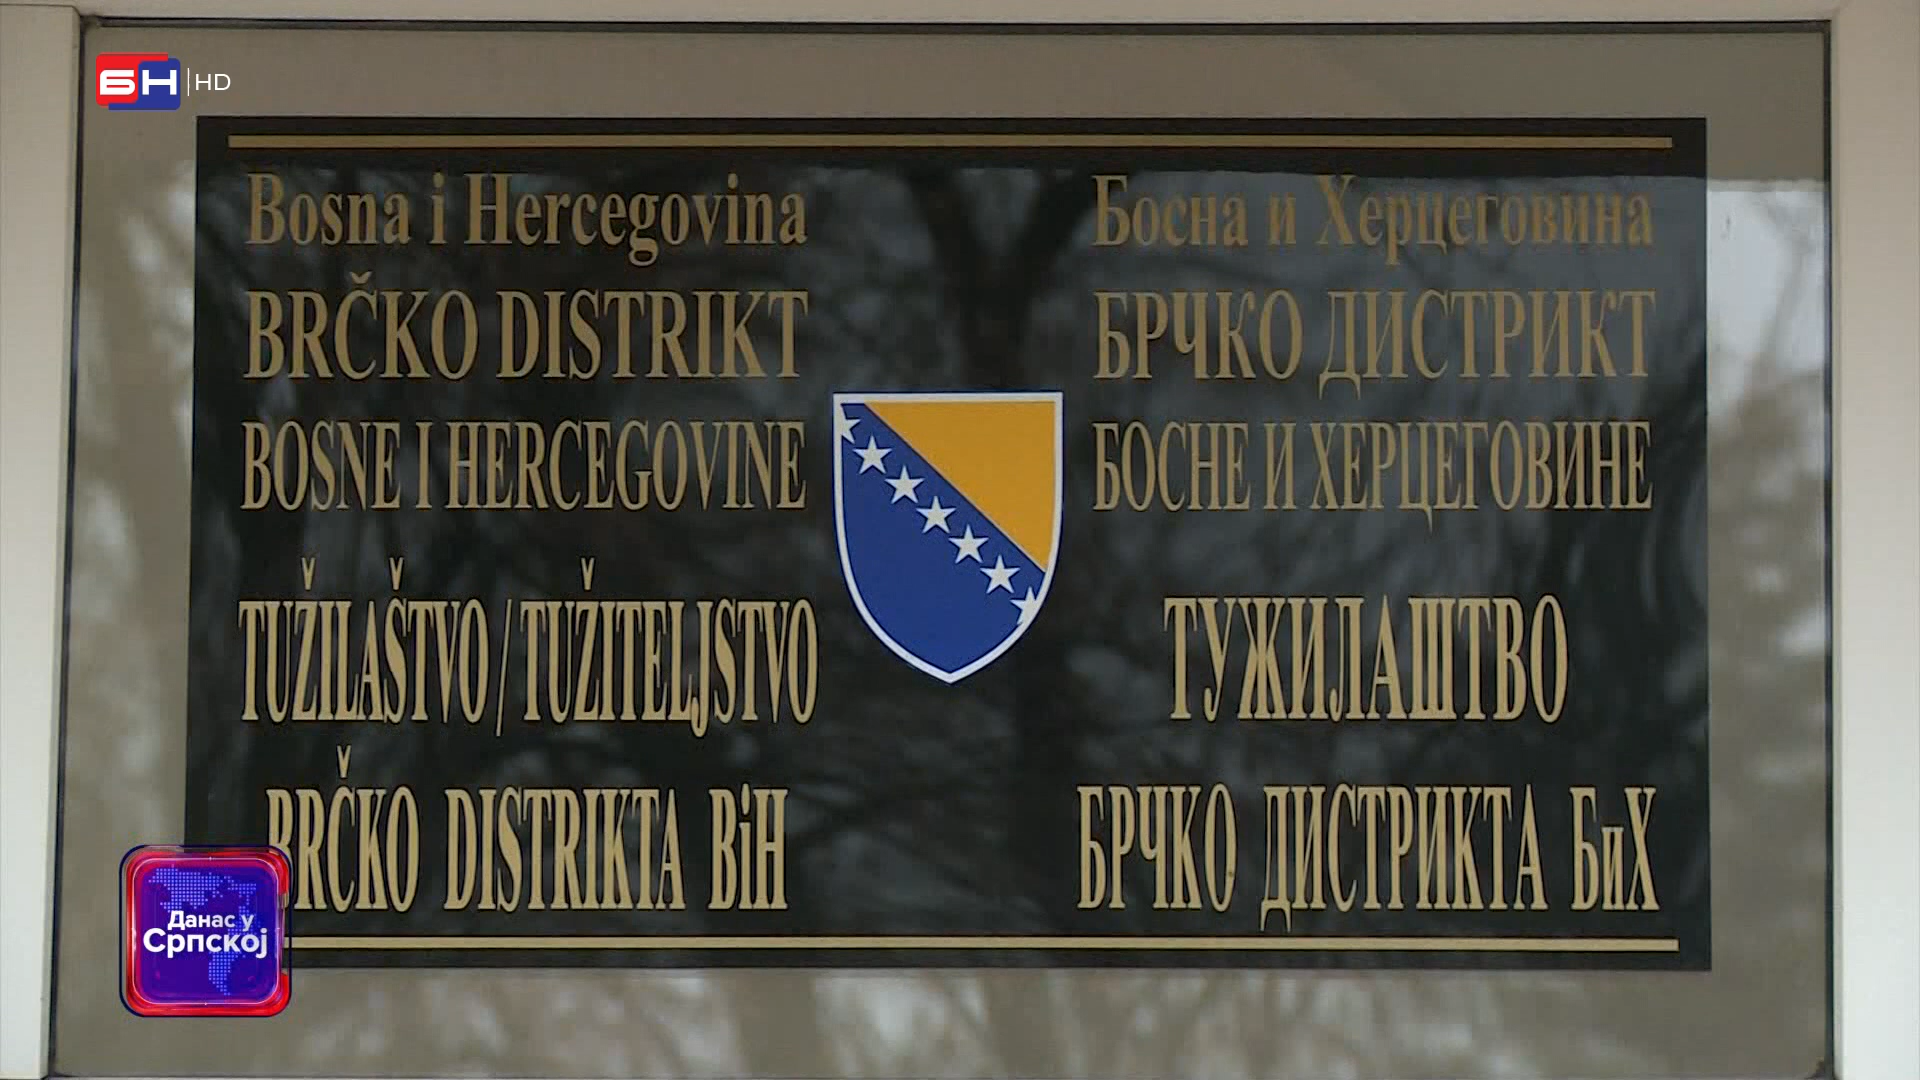 БН HD
Bosna i Hercegovina
BRČKO DISTRIKT
BOSNE I HERCEGOVINE
TUŽILAŠTVO / TUŽITELJSTVO
BRČKO DISTRIKTA BiH
Босна и Херцеговина
БРЧКО ДИСТРИКТ
БОСНЕ И ХЕРЦЕГОВИНЕ
ТУЖИЛАШТВО
БРЧКО ДИСТРИКТА БиХ
Данас у
Српској